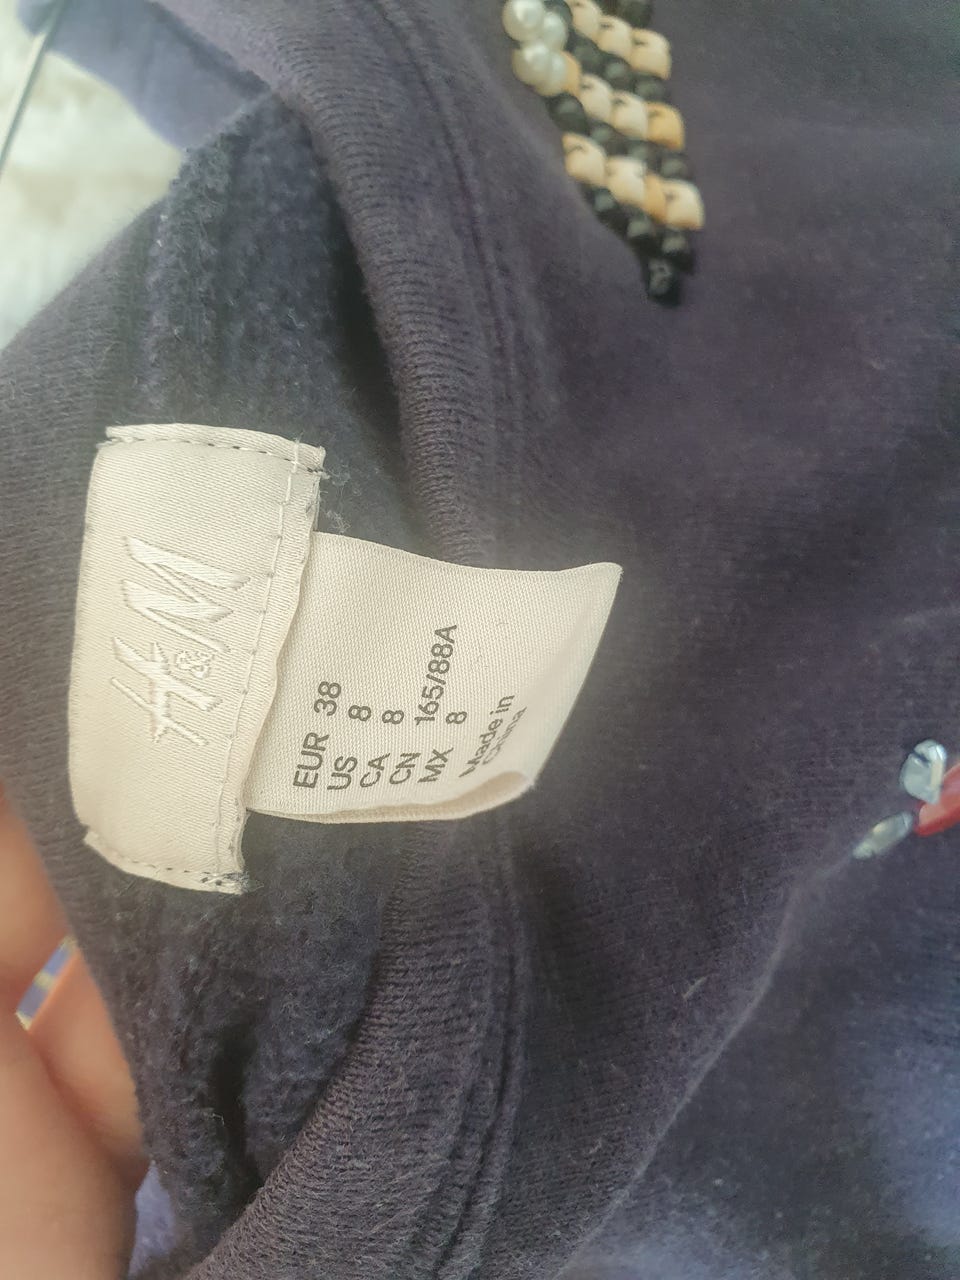 H&M
EUR 38
US 8
CA 8
CN 165/88A
MX 8
Made in
China